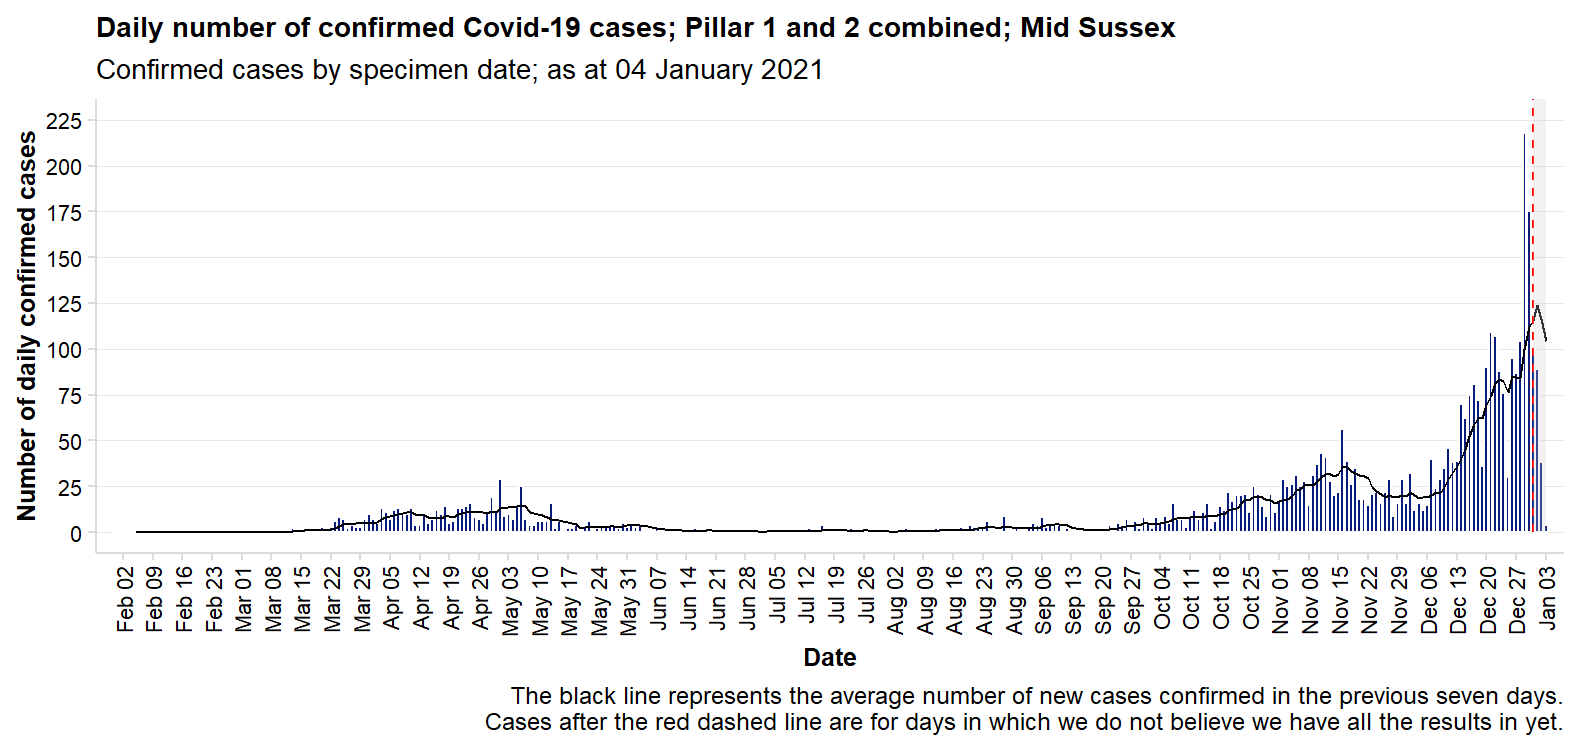 Daily number of confirmed Covid-19 cases; Pillar 1 and 2 combined; Mid Sussex
Confirmed cases by specimen date; as at 04 January 2021
Number of daily confirmed cases
225
200
175
150
125
100
75
50
25
0
Feb 02
Feb 09
Feb 16
Feb 23
Mar 01
Mar 08
Mar 15
Mar 22
Mar 29
Apr 05
Apr 12
Apr 19
Apr 26
May 03
May 10
May 17
May 24
May 31
Jun 07
Jun 14
Jun 21
Jun 28
Jul 05
Jul 12
Jul 19
Jul 26
Aug 02
Aug 09
Aug 16
Aug 23
Aug 30
Sep 06
Sep 13
Sep 20
Sep 27
Oct 04
Oct 11
Oct 18
Oct 25
Nov 01
Nov 08
Nov 15
Nov 22
Nov 29
Dec 06
Dec 13
Dec 20
Dec 27
Jan 03
Date
The black line represents the average number of new cases confirmed in the previous seven days.
Cases after the red dashed line are for days in which we do not believe we have all the results in yet.